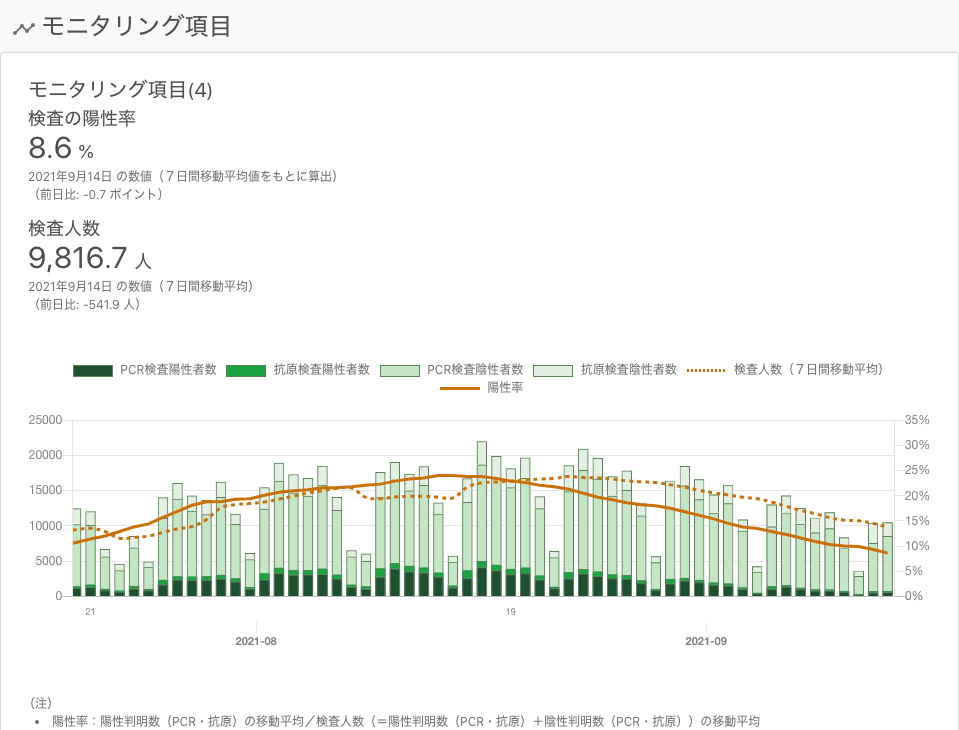 モニタリング項目
モニタリング項目(4)
検査の陽性率
8.6 %
2021年9月14日 の数値（７日間移動平均値をもとに算出）
（前日比: -0.7 ポイント）
検査人数
9,816.7 人
2021年9月14日 の数値（７日間移動平均）
（前日比: -541.9 人）
PCR検査陽性者数 抗原検査陽性者数 PCR検査陰性者数 抗原検査陰性者数 検査人数（７日間移動平均）
陽性率
25000 35%
30%
20000
25%
15000 20%
15%
10000
10%
5000 5%
0 0%
21 19
2021-08 2021-09
（注）
• 陽性率：陽性判明数（PCR・抗原）の移動平均／検査人数（＝陽性判明数（PCR・抗原）＋陰性判明数（PCR・抗原））の移動平均